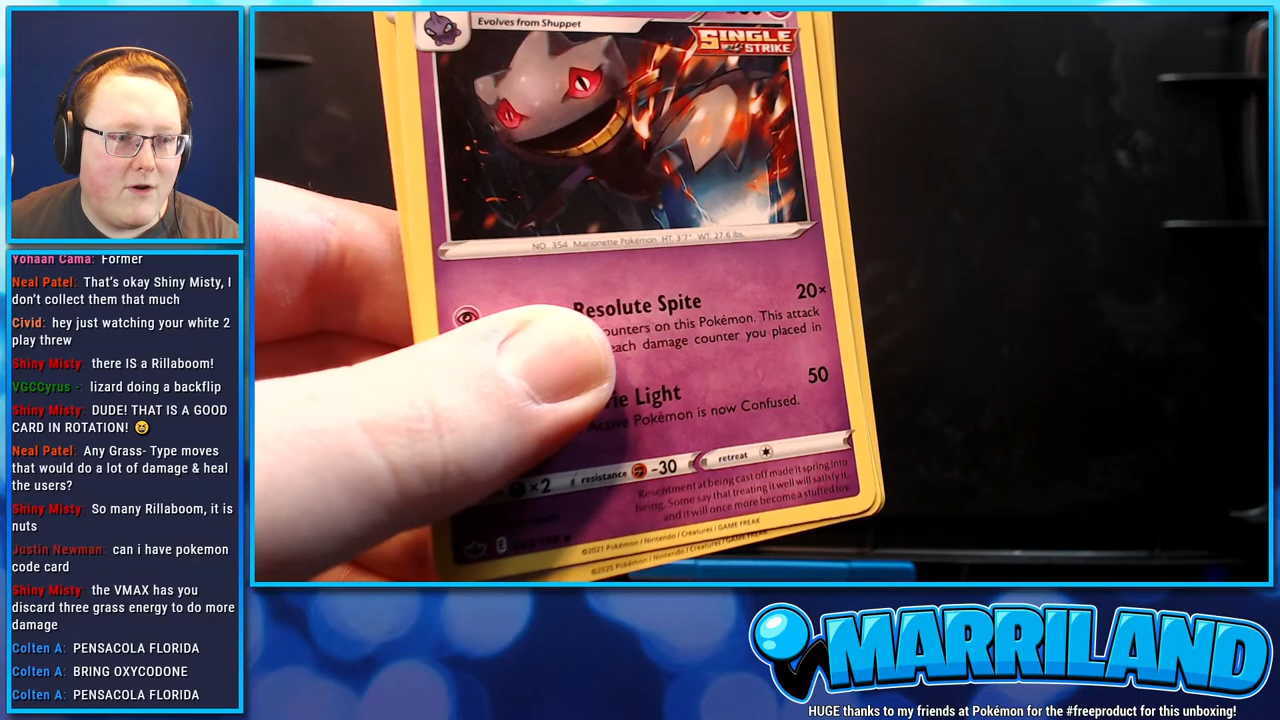 Evolves from Shuppet
SINGLE
STRIKE
NO. 354 Marionette Pokémon. HT: 3'7" WT: 27.6 lbs.
Resolute Spite 20×
ounters on this Pokémon. This attack
each damage counter you placed in
Light 50
Active Pokémon is now Confused.
×2 resistance -30 retreat
Resentment at being cast off made it spring into
being. Some say that treating it well will satisfy it,
and it will once more become a stuffed toy.
E
©2021 Pokémon / Nintendo / Creatures / GAME FREAK
©2020 Pokémon / Nintendo / Creatures / GAME FREAK
Yohaan Cama: Former
Neal Patel: That's okay Shiny Misty, I
don't collect them that much
Civid: hey just watching your white 2
play threw
Shiny Misty: there IS a Rillaboom!
VGCCyrus -: lizard doing a backflip
Shiny Misty: DUDE! THAT IS A GOOD
CARD IN ROTATION! 😆
Neal Patel: Any Grass- Type moves
that would do a lot of damage & heal
the users?
Shiny Misty: So many Rillaboom, it is
nuts
Justin Newman: can i have pokemon
code card
Shiny Misty: the VMAX has you
discard three grass energy to do more
damage
Colten A: PENSACOLA FLORIDA
Colten A: BRING OXYCODONE
Colten A: PENSACOLA FLORIDA
MARRILAND
HUGE thanks to my friends at Pokémon for the #freeproduct for this unboxing!